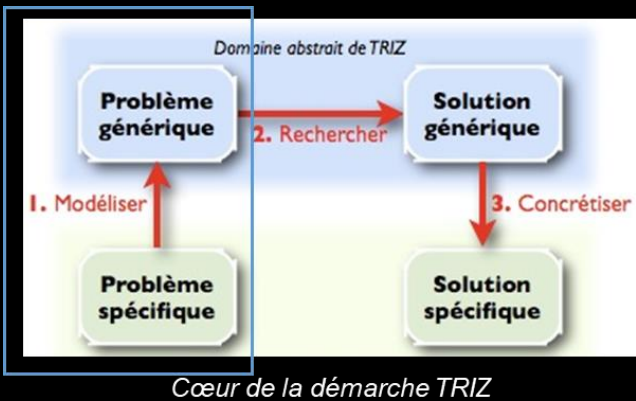 Domaine abstrait de TRIZ
Problème
générique
2. Rechercher
Solution
générique
1. Modéliser
3. Concrétiser
Problème
spécifique
Solution
spécifique
Cœur de la démarche TRIZ